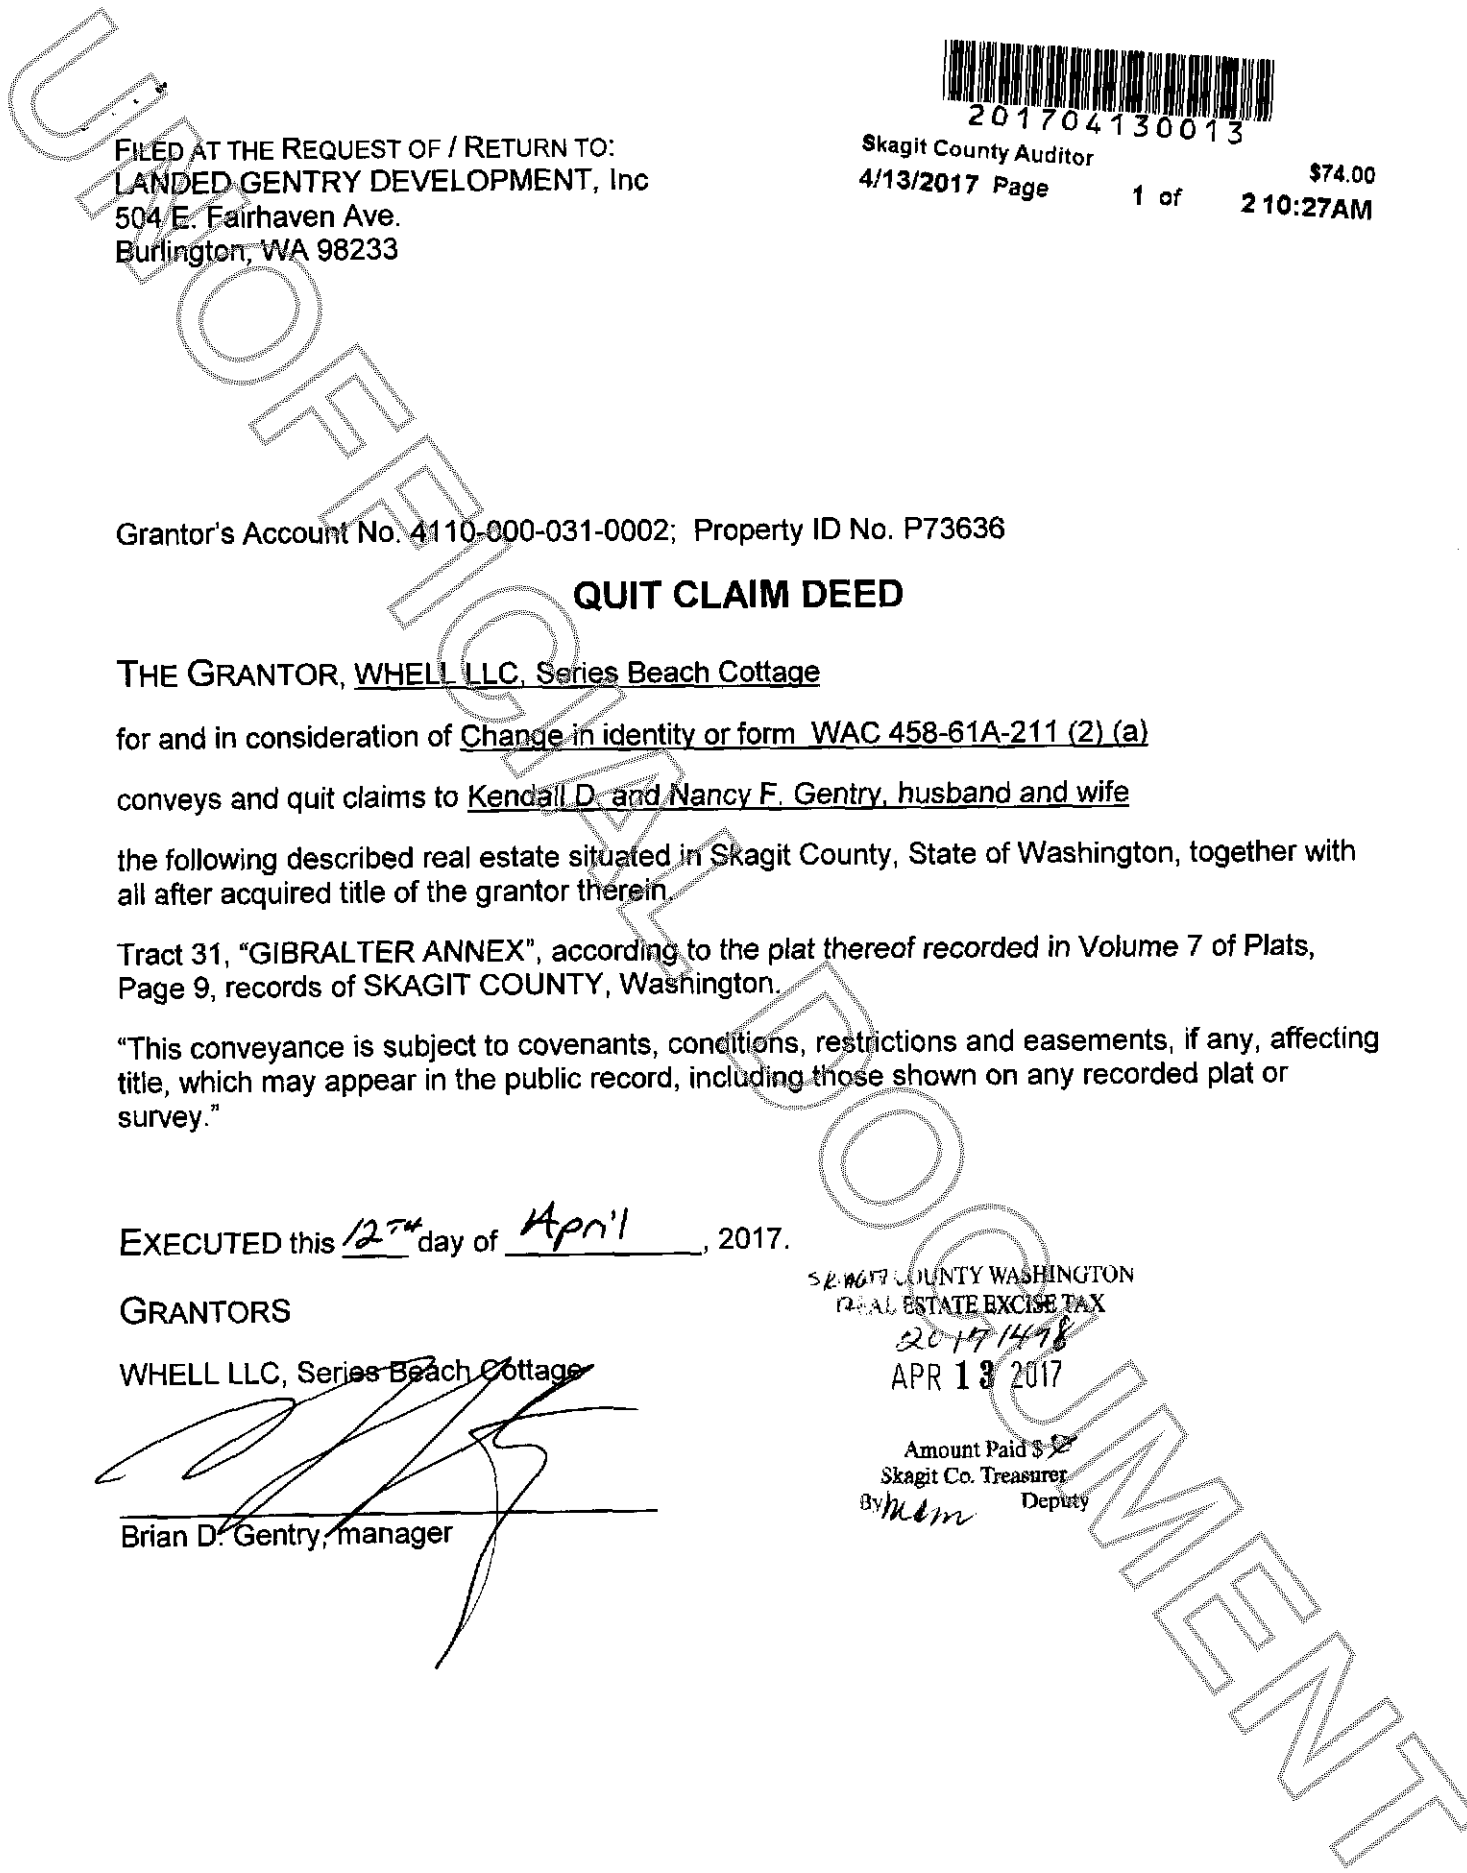 FILED AT THE REQUEST OF / RETURN TO:
LANDED GENTRY DEVELOPMENT, Inc
504 E. Fairhaven Ave.
Burlington, WA 98233
201704130013
Skagit County Auditor $74.00
4/13/2017 Page 1 of 2 10:27AM
Grantor's Account No. 4110-000-031-0002; Property ID No. P73636
QUIT CLAIM DEED
THE GRANTOR, WHELL LLC, Series Beach Cottage
for and in consideration of Change in identity or form WAC 458-61A-211 (2) (a)
conveys and quit claims to Kendall D. and Nancy F. Gentry, husband and wife
the following described real estate situated in Skagit County, State of Washington, together with
all after acquired title of the grantor therein.
Tract 31, “GIBRALTER ANNEX”, according to the plat thereof recorded in Volume 7 of Plats,
Page 9, records of SKAGIT COUNTY, Washington.
“This conveyance is subject to covenants, conditions, restrictions and easements, if any, affecting
title, which may appear in the public record, including those shown on any recorded plat or
survey.”
EXECUTED this 12TH day of April, 2017.
SKAGIT COUNTY WASHINGTON
REAL ESTATE EXCISE TAX
20171478
APR 13 2017
GRANTORS
WHELL LLC, Series Beach Cottage
Amount Paid $
Skagit Co. Treasurer
By mam Deputy
Brian D. Gentry, manager
UNOFFICIAL DOCUMENT